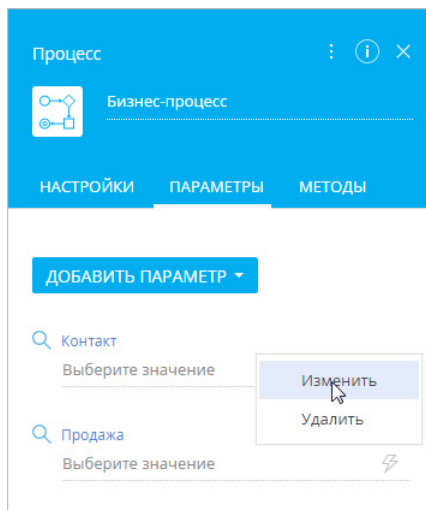 Процесс
Бизнес-процесс
НАСТРОЙКИ ПАРАМЕТРЫ МЕТОДЫ
ДОБАВИТЬ ПАРАМЕТР
Контакт
Выберите значение
Изменить
Удалить
Продажа
Выберите значение